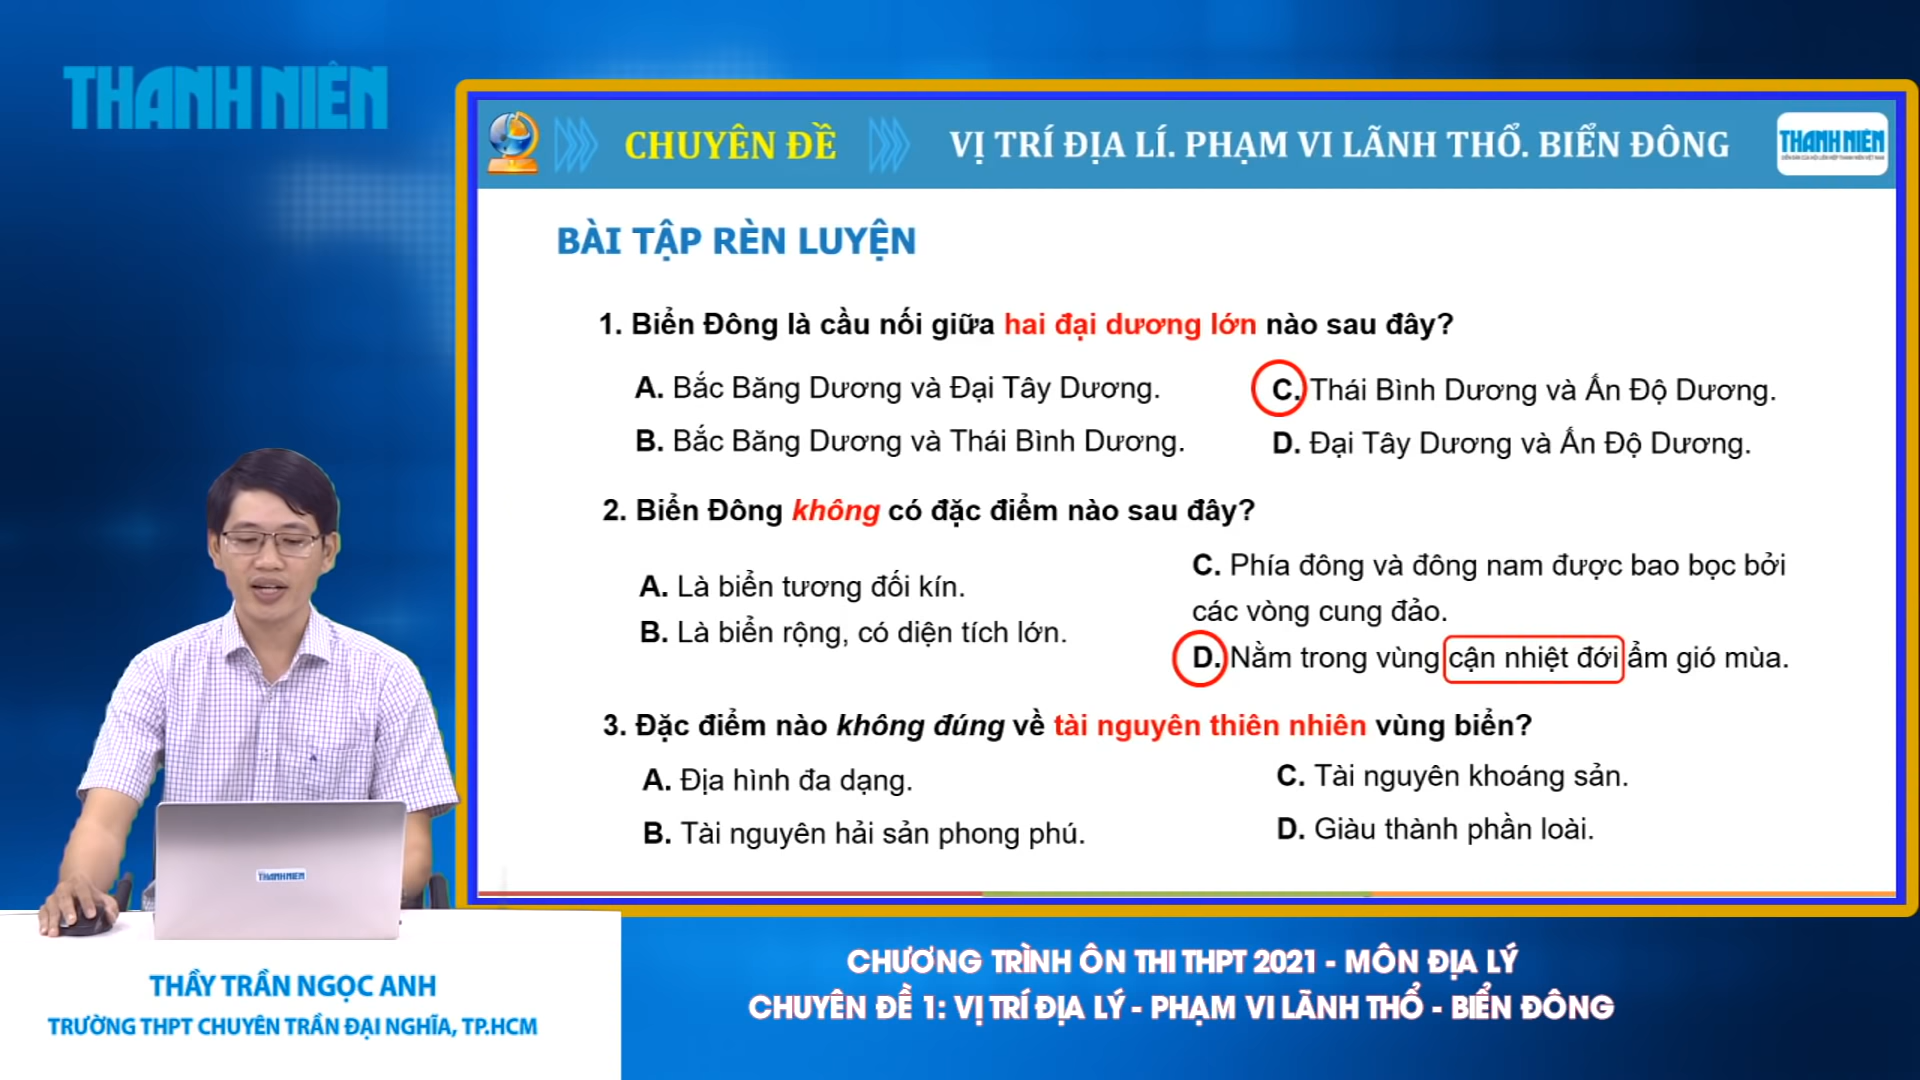 THANH NIÊN
CHUYÊN ĐỀ
VỊ TRÍ ĐỊA LÍ. PHẠM VI LÃNH THỔ. BIỂN ĐÔNG
THANH NIÊN
BÀI TẬP RÈN LUYỆN
1. Biển Đông là cầu nối giữa hai đại dương lớn nào sau đây?
A. Bắc Băng Dương và Đại Tây Dương.
B. Bắc Băng Dương và Thái Bình Dương.
C. Thái Bình Dương và Ấn Độ Dương.
D. Đại Tây Dương và Ấn Độ Dương.
2. Biển Đông không có đặc điểm nào sau đây?
A. Là biển tương đối kín.
B. Là biển rộng, có diện tích lớn.
C. Phía đông và đông nam được bao bọc bởi
các vòng cung đảo.
D. Nằm trong vùng cận nhiệt đới ẩm gió mùa.
3. Đặc điểm nào không đúng về tài nguyên thiên nhiên vùng biển?
A. Địa hình đa dạng.
B. Tài nguyên hải sản phong phú.
C. Tài nguyên khoáng sản.
D. Giàu thành phần loài.
THANH NIÊN
THẦY TRẦN NGỌC ANH
TRƯỜNG THPT CHUYÊN TRẦN ĐẠI NGHĨA, TP.HCM
CHƯƠNG TRÌNH ÔN THI THPT 2021 - MÔN ĐỊA LÝ
CHUYÊN ĐỀ 1: VỊ TRÍ ĐỊA LÝ - PHẠM VI LÃNH THỔ - BIỂN ĐÔNG